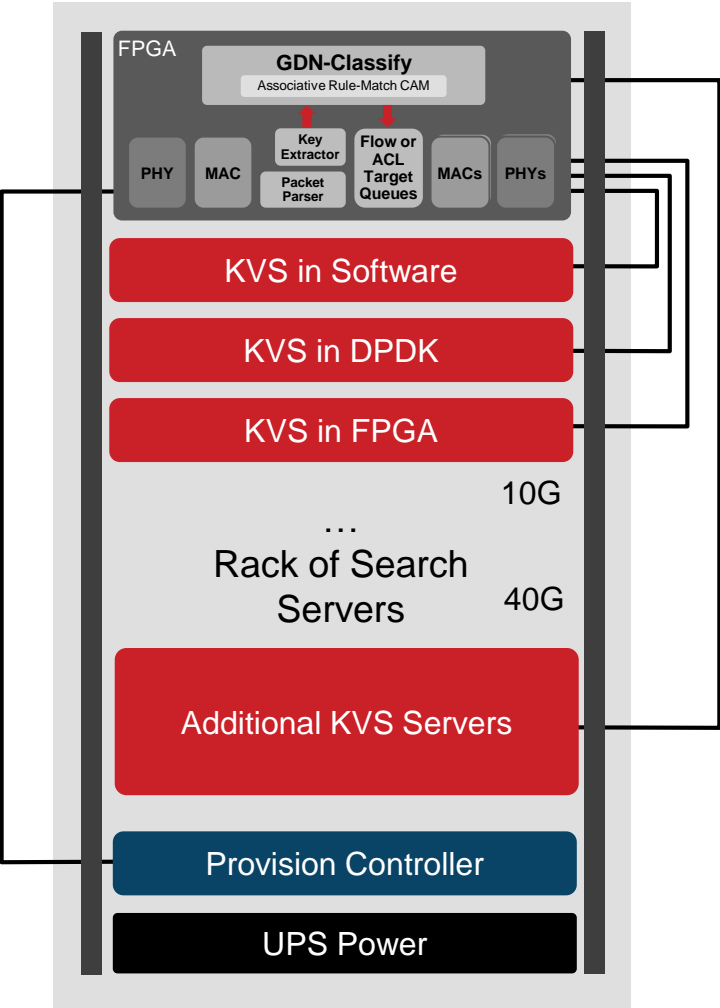 FPGA
GDN-Classify
Associative Rule-Match CAM
PHY
MAC
Key
Extractor
Packet
Parser
Flow or
ACL
Target
Queues
MACs
PHYs
KVS in Software
KVS in DPDK
KVS in FPGA
10G
…
Rack of Search
Servers
40G
Additional KVS Servers
Provision Controller
UPS Power